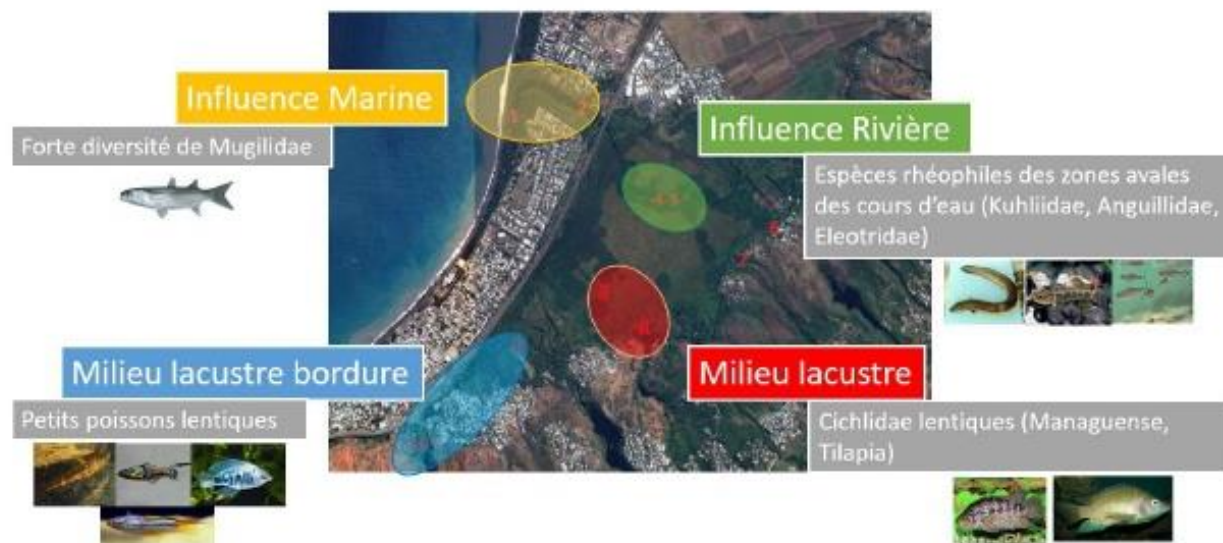 Influence Marine
Forte diversité de Mugilidae
Influence Rivière
Espèces rhéophiles des zones avales
des cours d'eau (Kuhliidae, Anguillidae,
Eleotridae)
Milieu lacustre bordure
Petits poissons lentiques
Milieu lacustre
Cichlidae lentiques (Managuense,
Tilapia)